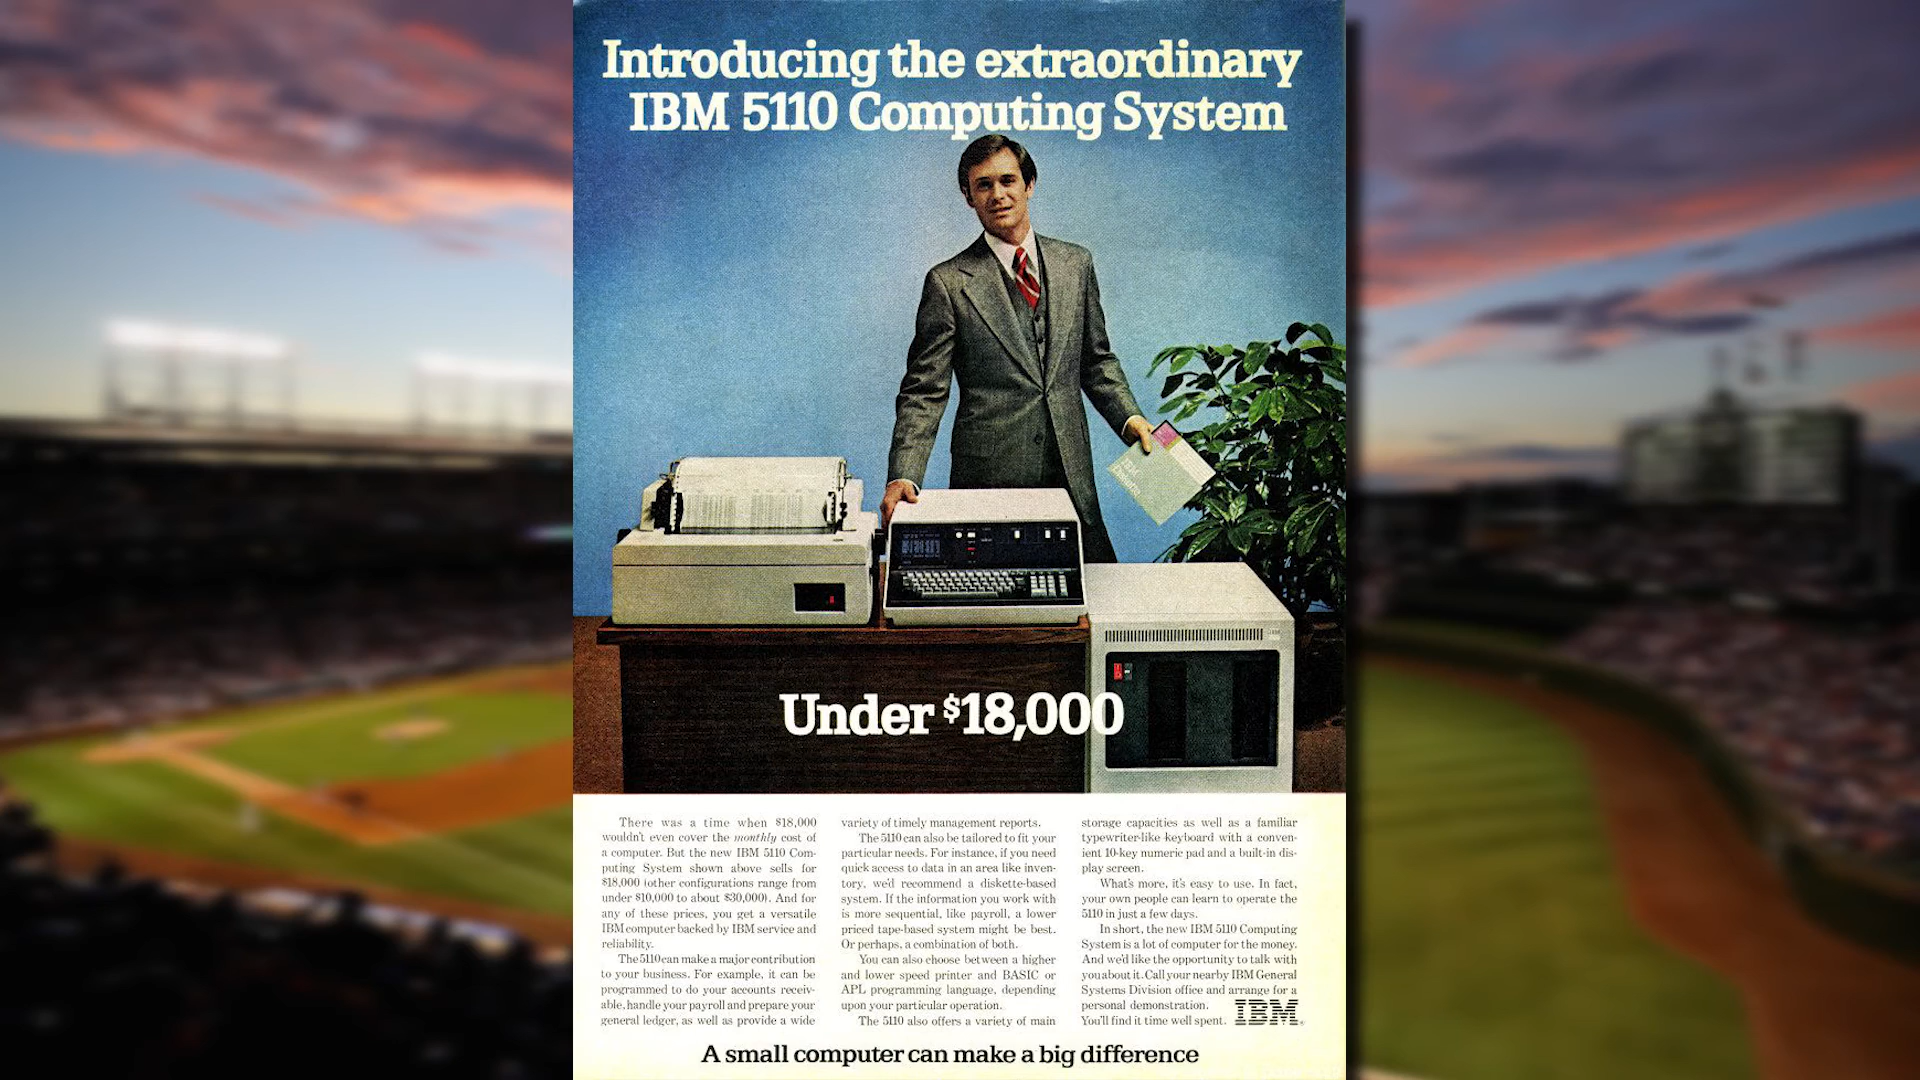 Introducing the extraordinary
IBM 5110 Computing System
IBM
Diskette
Under $18,000
There was a time when $18,000
wouldn't even cover the monthly cost of
a computer. But the new IBM 5110 Com-
puting System shown above sells for
$18,000 (other configurations range from
under $10,000 to about $30,000). And for
any of these prices, you get a versatile
IBM computer backed by IBM service and
reliability.
The 5110 can make a major contribution
to your business. For example, it can be
programmed to do your accounts receiv-
able, handle your payroll and prepare your
general ledger, as well as provide a wide
variety of timely management reports.
The 5110 can also be tailored to fit your
particular needs. For instance, if you need
quick access to data in an area like inven-
tory, we'd recommend a diskette-based
system. If the information you work with
is more sequential, like payroll, a lower
priced tape-based system might be best.
Or perhaps, a combination of both.
You can also choose between a higher
and lower speed printer and BASIC or
APL programming language, depending
upon your particular operation.
The 5110 also offers a variety of main
storage capacities as well as a familiar
typewriter-like keyboard with a conven-
ient 10-key numeric pad and a built-in dis-
play screen.
What's more, it's easy to use. In fact,
your own people can learn to operate the
5110 in just a few days.
In short, the new IBM 5110 Computing
System is a lot of computer for the money.
And we'd like the opportunity to talk with
you about it. Call your nearby IBM General
Systems Division office and arrange for a
personal demonstration.
You'll find it time well spent.
IBM
A small computer can make a big difference